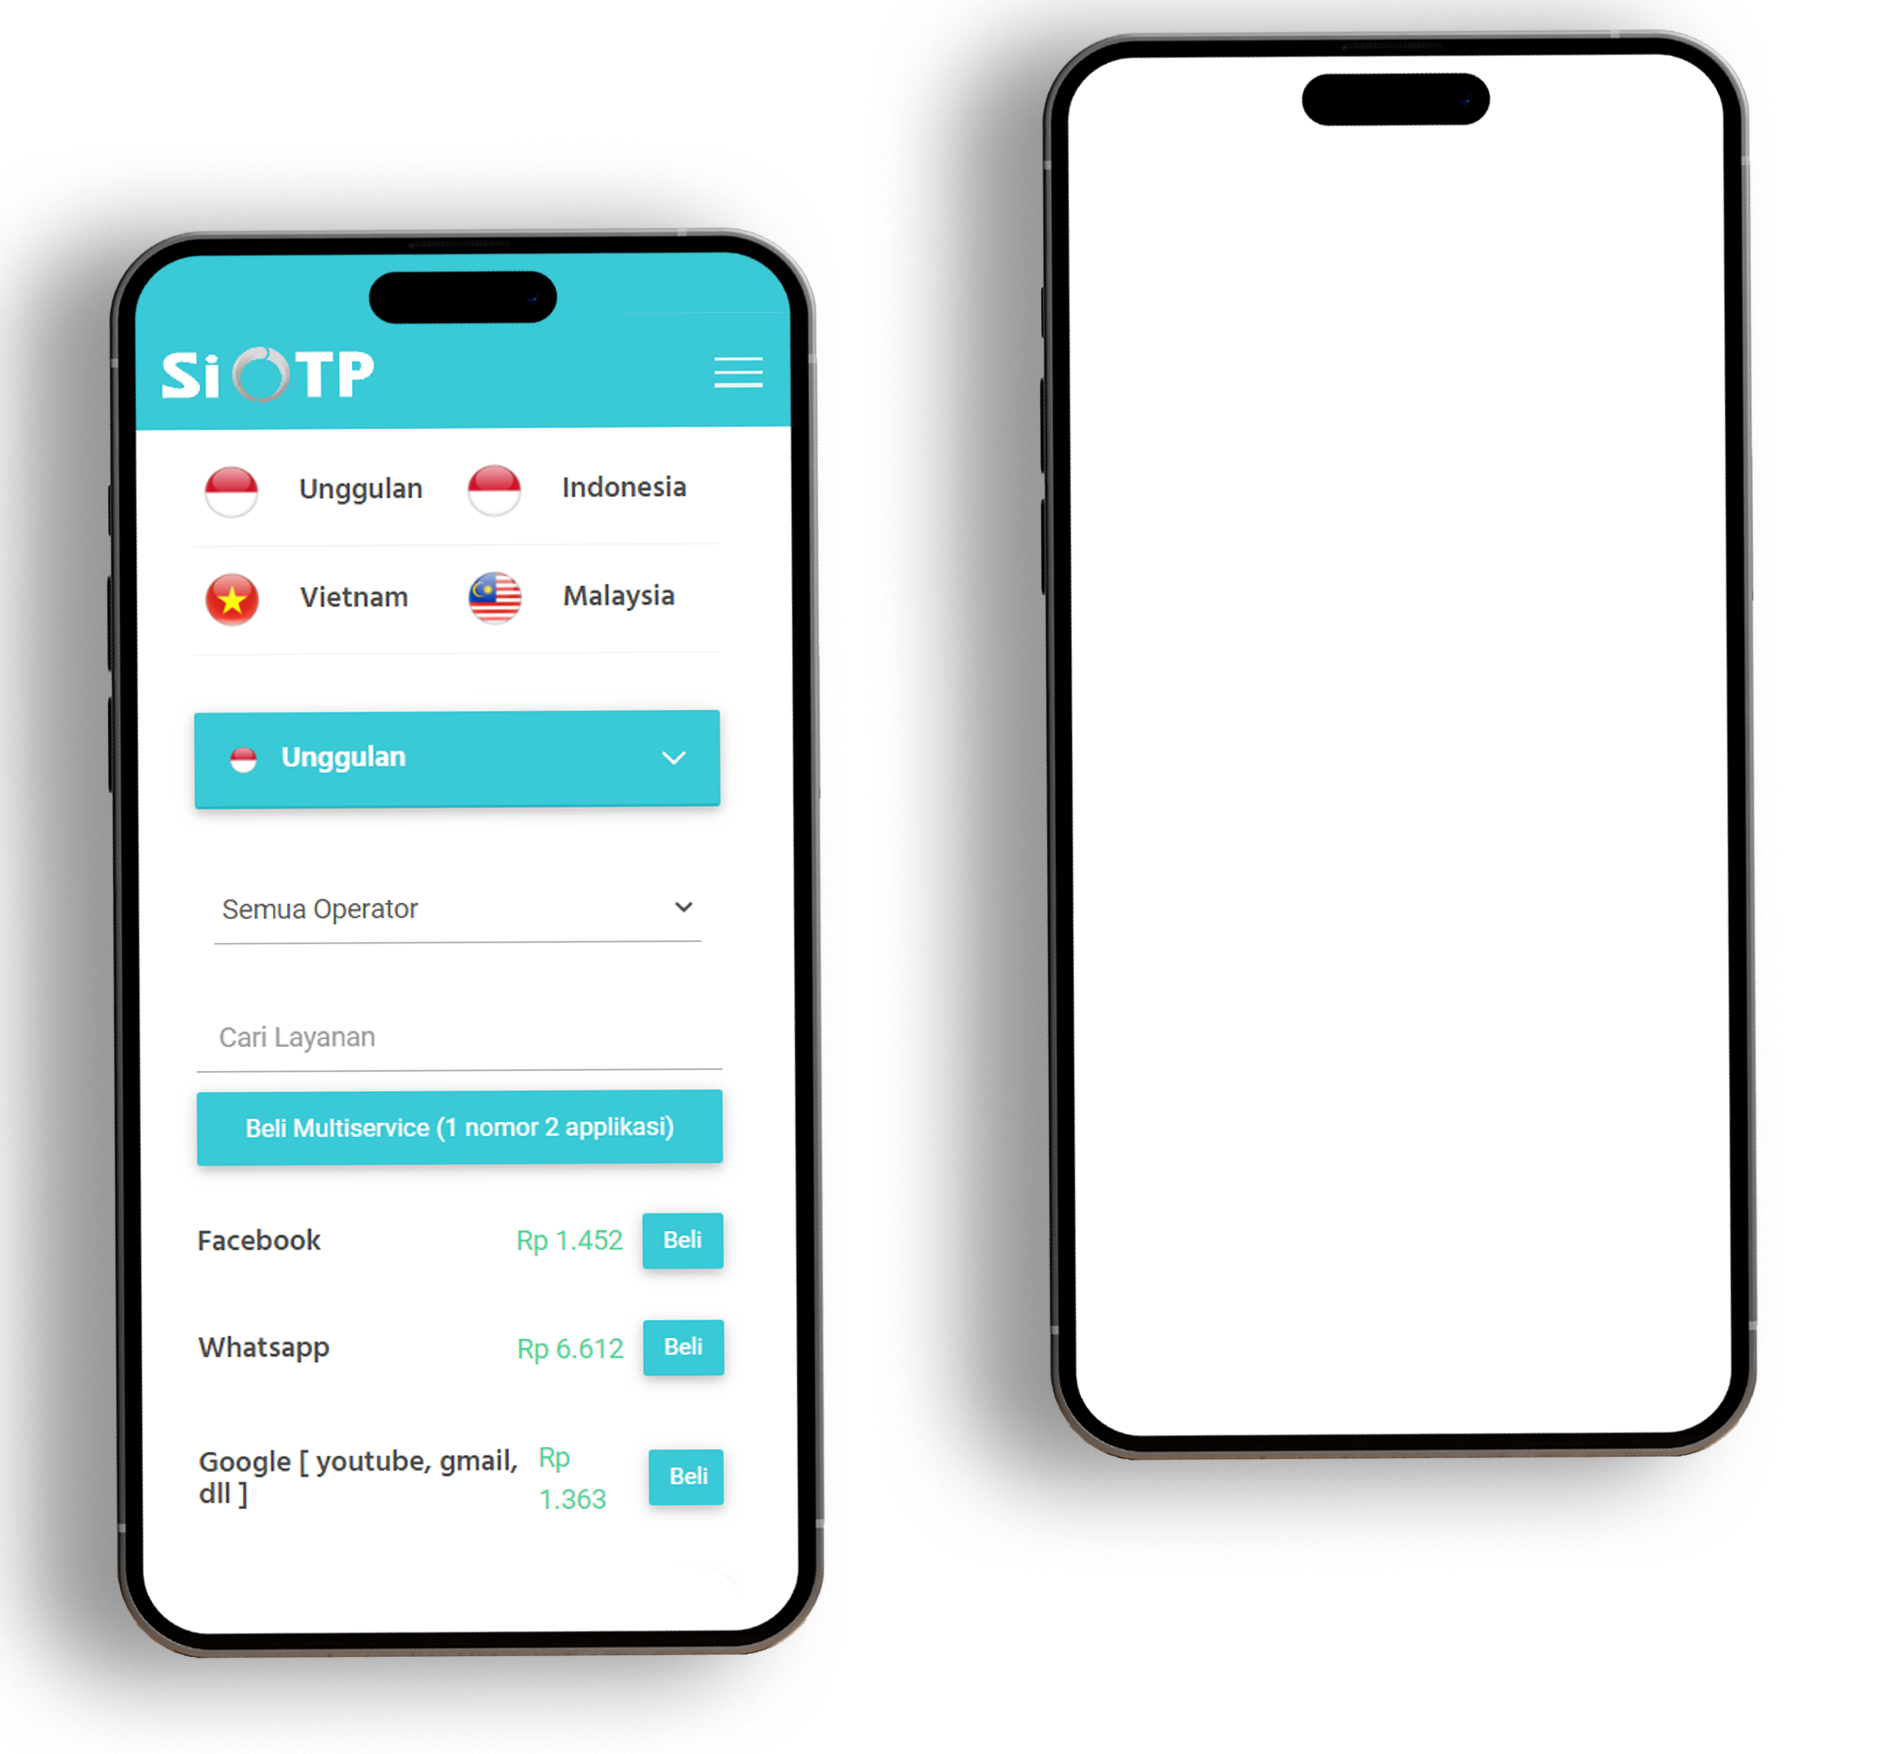 SiOTP
Unggulan Indonesia
Vietnam Malaysia
Unggulan
Semua Operator
Cari Layanan
Beli Multiservice (1 nomor 2 applikasi)
Facebook Rp 1.452 Beli
Whatsapp Rp 6.612 Beli
Google [ youtube, gmail, Rp Beli
dll ] 1.363